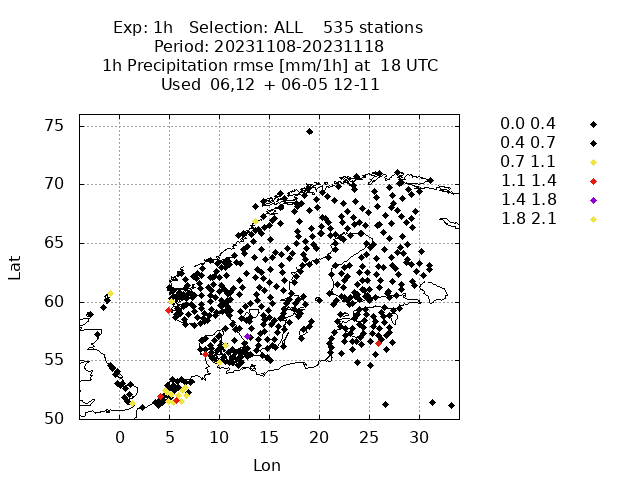 Exp: 1h Selection: ALL 535 stations
Period: 20231108-20231118
1h Precipitation rmse [mm/1h] at 18 UTC
Used 06,12 + 06-05 12-11
75
70
65
60
55
50
Lat
0 5 10 15 20 25 30
Lon
0.0 0.4
0.4 0.7
0.7 1.1
1.1 1.4
1.4 1.8
1.8 2.1